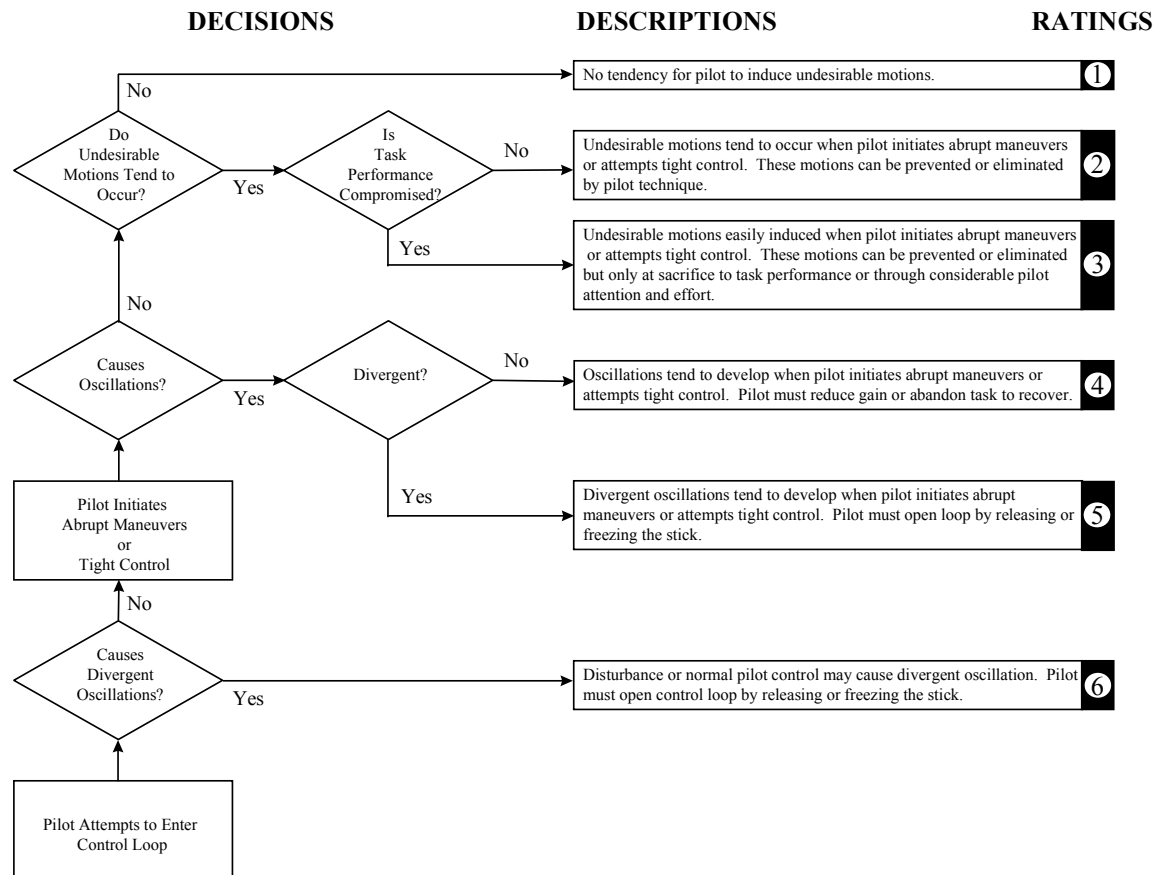 DECISIONS DESCRIPTIONS RATINGS
No tendency for pilot to induce undesirable motions. 1
No
Do
Undesirable
Motions Tend to
Occur?
Yes
Is
Task
Performance
Compromised?
No
Undesirable motions tend to occur when pilot initiates abrupt maneuvers
or attempts tight control. These motions can be prevented or eliminated
by pilot technique.
2
Yes
Undesirable motions easily induced when pilot initiates abrupt maneuvers
or attempts tight control. These motions can be prevented or eliminated
but only at sacrifice to task performance or through considerable pilot
attention and effort.
3
No
Causes
Oscillations?
Yes
Divergent?
No
Oscillations tend to develop when pilot initiates abrupt maneuvers or
attempts tight control. Pilot must reduce gain or abandon task to recover.
4
Yes
Divergent oscillations tend to develop when pilot initiates abrupt
maneuvers or attempts tight control. Pilot must open loop by releasing or
freezing the stick.
5
Pilot Initiates
Abrupt Maneuvers
or
Tight Control
No
Causes
Divergent
Oscillations?
Yes
Disturbance or normal pilot control may cause divergent oscillation. Pilot
must open control loop by releasing or freezing the stick.
6
Pilot Attempts to Enter
Control Loop